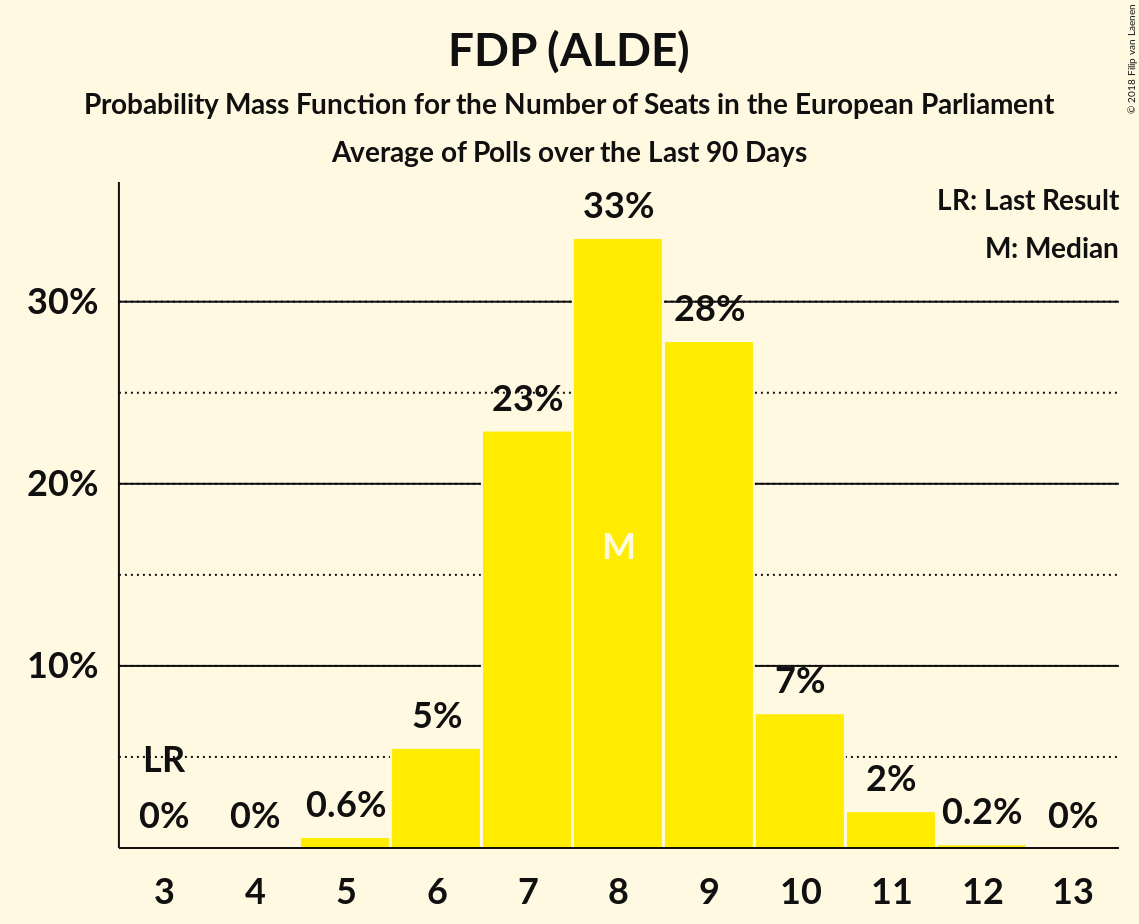 FDP (ALDE)
Probability Mass Function for the Number of Seats in the European Parliament
Average of Polls over the Last 90 Days
© 2018 Filip van Laenen
LR: Last Result
M: Median
30%
20%
10%
LR
0%
0%
0.6%
5%
23%
33%
M
28%
7%
2%
0.2%
0%
3 4 5 6 7 8 9 10 11 12 13